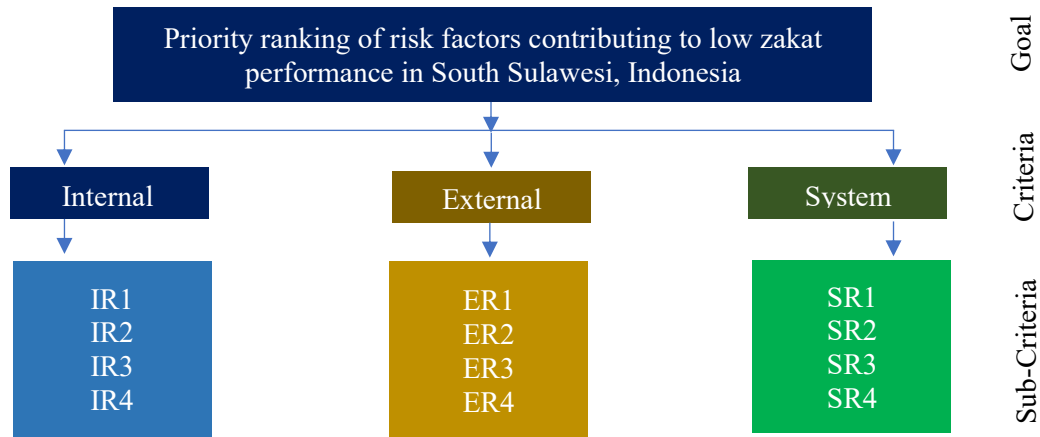 Priority ranking of risk factors contributing to low zakat
performance in South Sulawesi, Indonesia
Goal
Internal
External
System
Criteria
IR1
IR2
IR3
IR4
ER1
ER2
ER3
ER4
SR1
SR2
SR3
SR4
Sub-Criteria